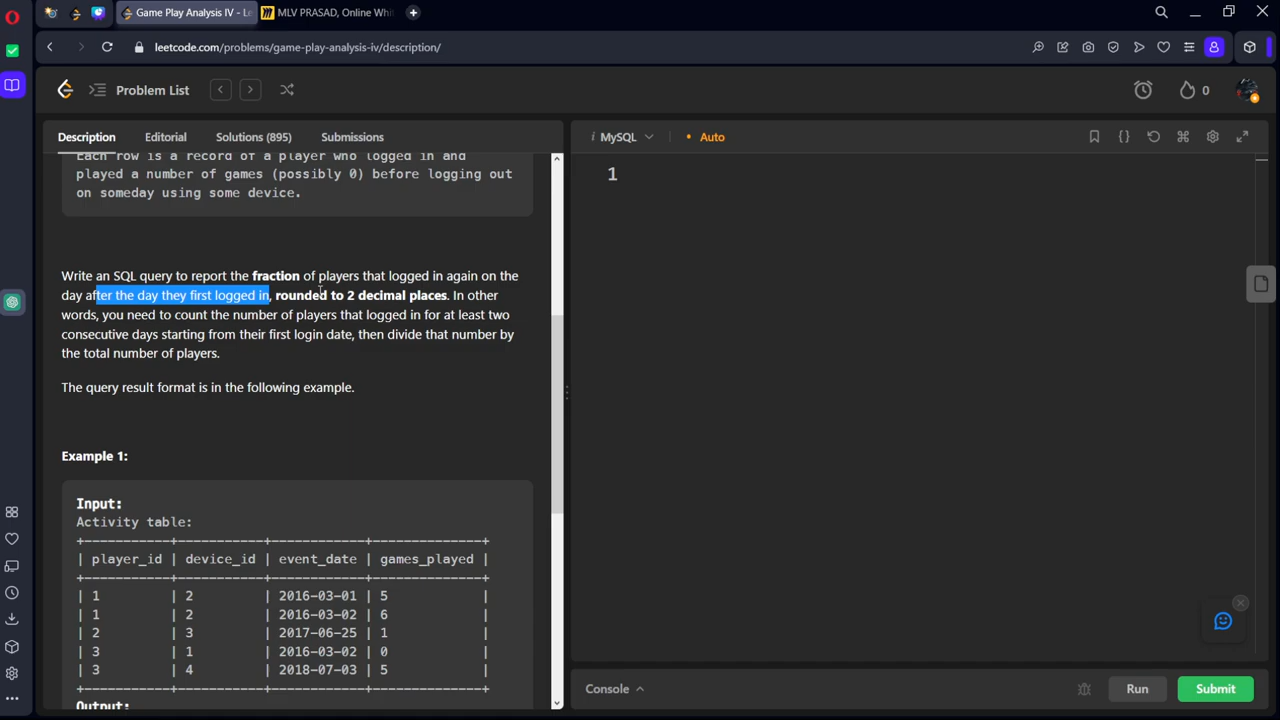 Game Play Analysis IV - Le
MLV PRASAD, Online Whit
leetcode.com/problems/game-play-analysis-iv/description/
Problem List
0
Description Editorial Solutions (895) Submissions
i MySQL • Auto
Each row is a record of a player who logged in and
played a number of games (possibly 0) before logging out
on someday using some device.
1
Write an SQL query to report the fraction of players that logged in again on the
day after the day they first logged in, rounded to 2 decimal places. In other
words, you need to count the number of players that logged in for at least two
consecutive days starting from their first login date, then divide that number by
the total number of players.
The query result format is in the following example.
Example 1:
Input:
Activity table:
+-----------+-----------+------------+--------------+
| player_id | device_id | event_date | games_played |
+-----------+-----------+------------+--------------+
| 1 | 2 | 2016-03-01 | 5 |
| 1 | 2 | 2016-03-02 | 6 |
| 2 | 3 | 2017-06-25 | 1 |
| 3 | 1 | 2016-03-02 | 0 |
| 3 | 4 | 2018-07-03 | 5 |
+-----------+-----------+------------+--------------+
Output:
Console
Run
Submit